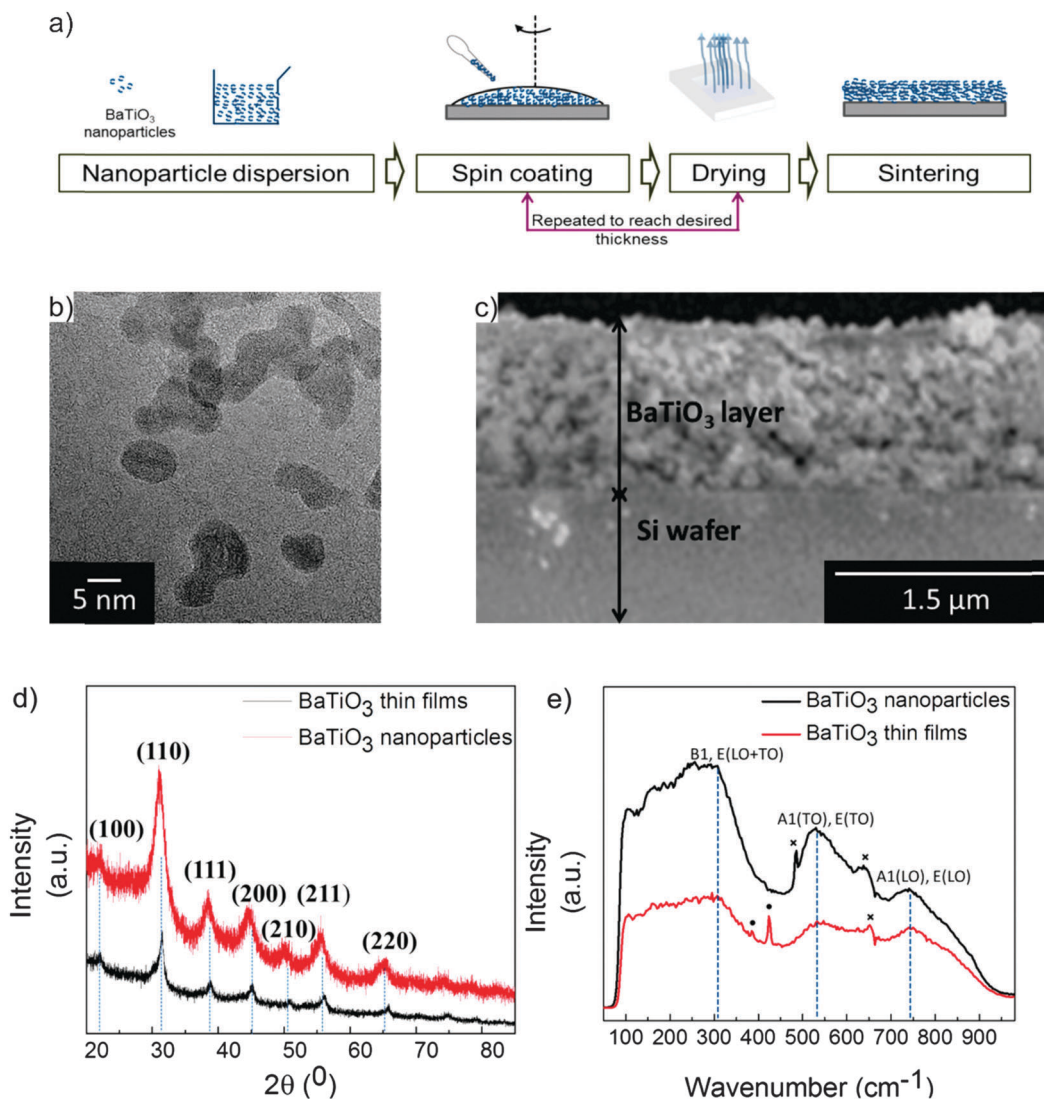 a)
BaTiO3
nanoparticles
Nanoparticle dispersion
Spin coating
Drying
Sintering
Repeated to reach desired
thickness
b)
5 nm
c)
BaTiO3 layer
Si wafer
1.5 μm
d)
BaTiO3 thin films
BaTiO3 nanoparticles
(100)
(110)
(111)
(200)
(210)
(211)
(220)
Intensity
(a.u.)
20 30 40 50 60 70 80
2θ (0)
e)
BaTiO3 nanoparticles
BaTiO3 thin films
B1, E(LO+TO)
A1(TO), E(TO)
A1(LO), E(LO)
× × • • ×
Intensity
(a.u.)
100 200 300 400 500 600 700 800 900
Wavenumber (cm-1)